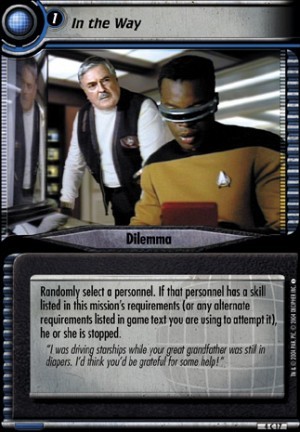 1 In the Way
Dilemma
Randomly select a personnel. If that personnel has a skill
listed in this mission's requirements (or any alternate
requirements listed in game text you are using to attempt it),
he or she is stopped.
"I was driving starships while your great grandfather was still in
diapers. I'd think you'd be grateful for some help!"
4 C 17